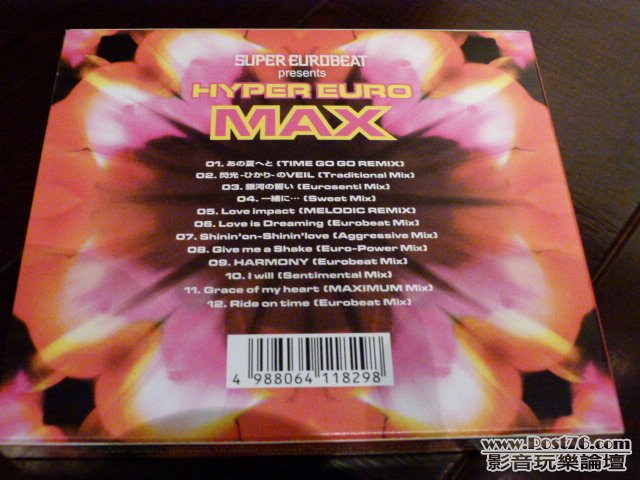 SUPER EUROBEAT
presents
HYPER EURO
MAX
01. あの夏へと (TIME GO GO REMIX)
02. 閃光-ひかり-のVEIL (Traditional Mix)
03. 銀河の誓い (Eurosenti Mix)
04. 一緒に… (Sweet Mix)
05. Love impact (MELODIC REMIX)
06. Love is Dreaming (Eurobeat Mix)
07. Shinin'on-Shinin'love (Aggressive Mix)
08. Give me a Shake (Euro-Power Mix)
09. HARMONY (Eurobeat Mix)
10. I will (Sentimental Mix)
11. Grace of my heart (MAXIMUM Mix)
12. Ride on time (Eurobeat Mix)
4 988064 118298
www.Post76.com
影音玩樂論壇